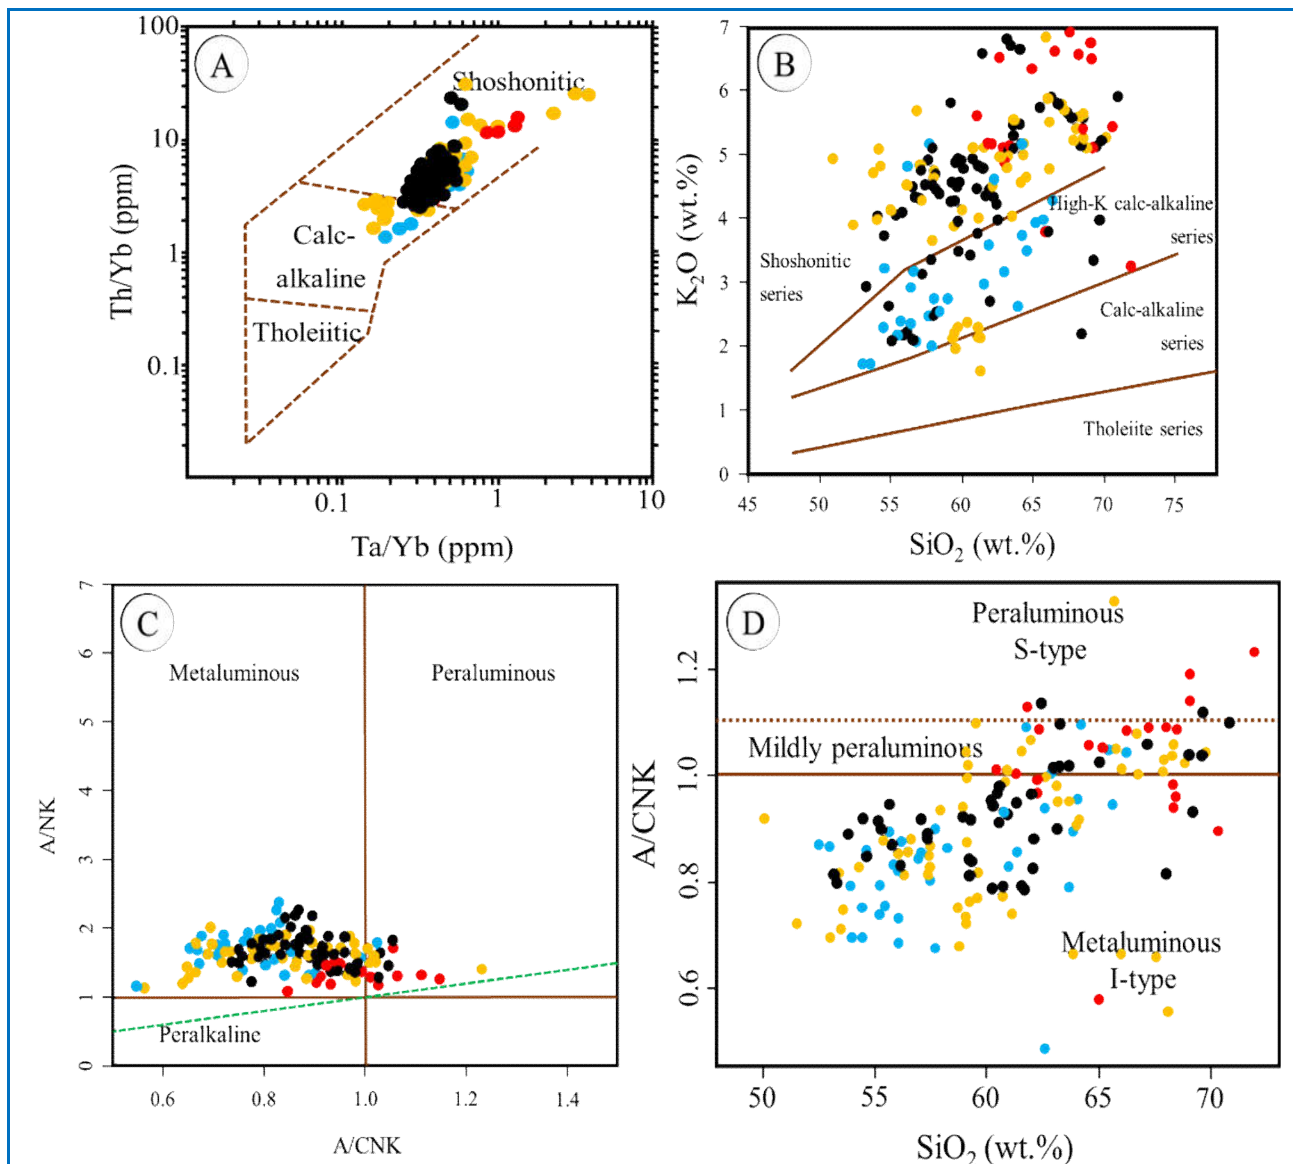 A
100
10
1
0.1
Th/Yb (ppm)
Shoshonitic
Calc-
alkaline
Tholeiitic
0.1
1
10
Ta/Yb (ppm)
B
7
6
5
4
3
2
1
0
K2O (wt.%)
High-K calc-alkaline
series
Shoshonitic
series
Calc-alkaline
series
Tholeiite series
45
50
55
60
65
70
75
SiO2 (wt.%)
C
7
6
5
4
3
2
1
0
A/NK
Metaluminous
Peraluminous
Peralkaline
0.6
0.8
1.0
1.2
1.4
A/CNK
D
1.2
1.0
0.8
0.6
A/CNK
Peraluminous
S-type
Mildly peraluminous
Metaluminous
I-type
50
55
60
65
70
SiO2 (wt.%)